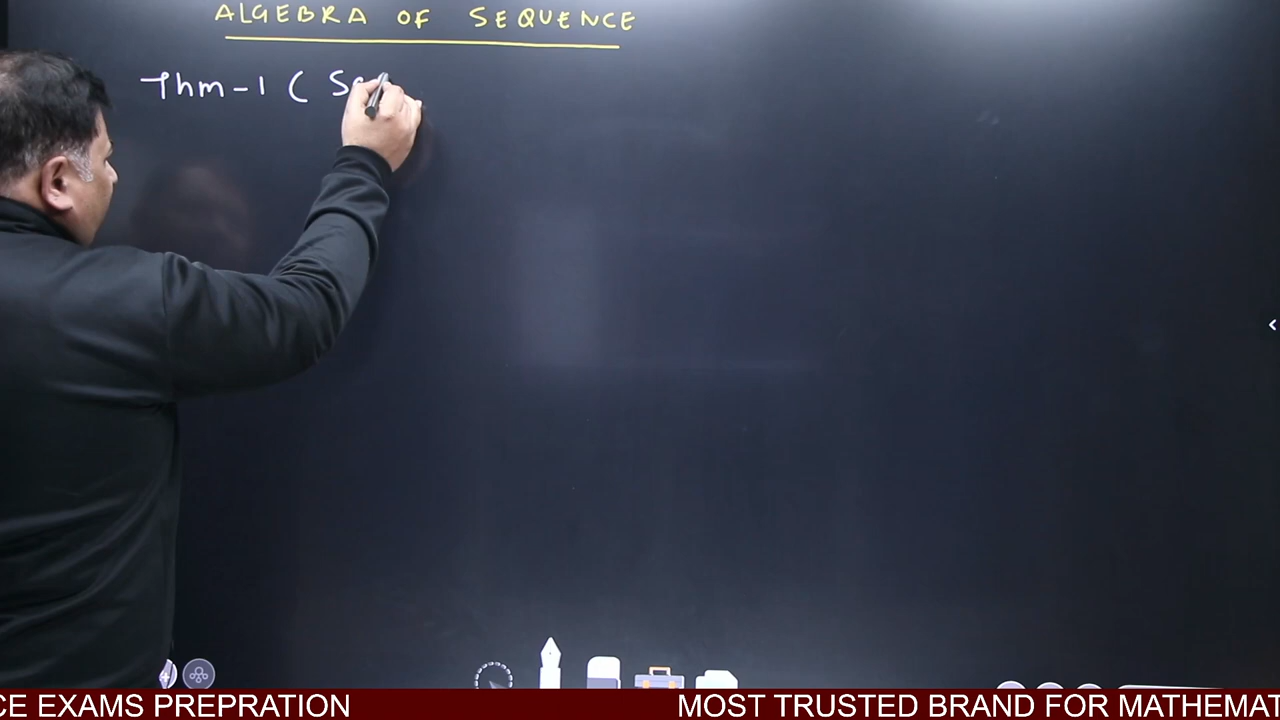 ALGEBRA OF SEQUENCE
Thm-1 (
CE EXAMS PREPRATION MOST TRUSTED BRAND FOR MATHEMAT